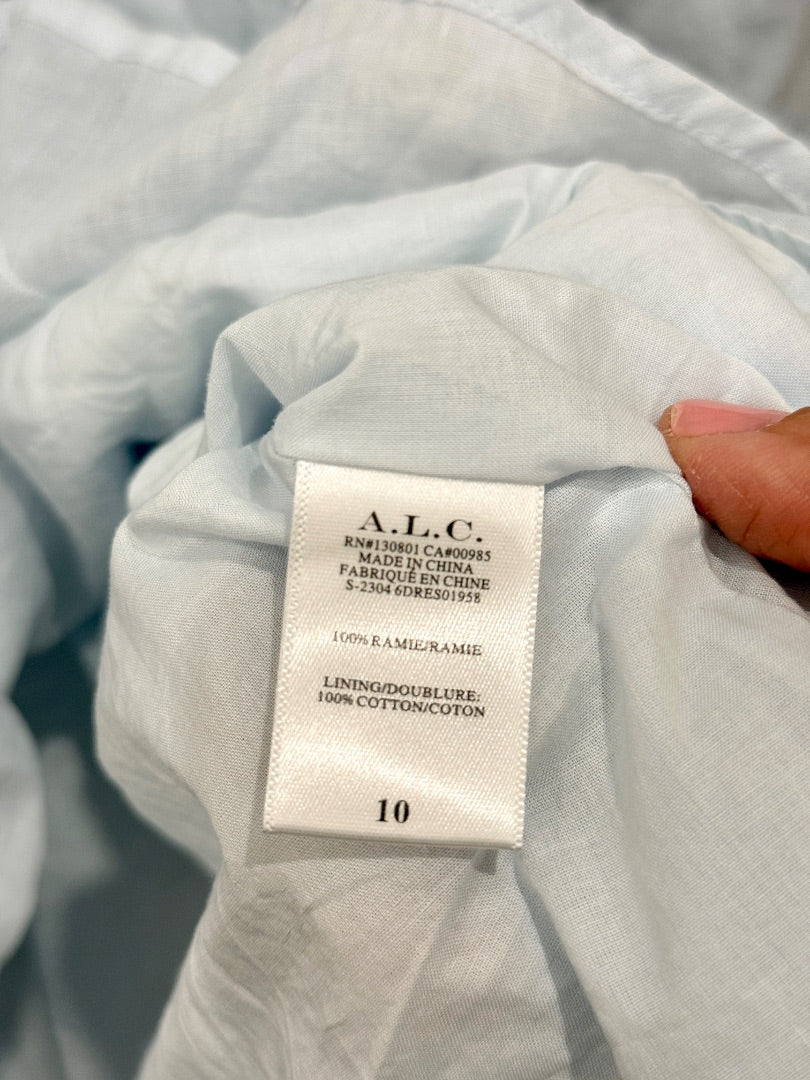 A.L.C.
RN#130801 CA#00985
MADE IN CHINA
FABRIQUÉ EN CHINE
S-2304 6DRES01958
100% RAMIE/RAMIE
LINING/DOUBLURE:
100% COTTON/COTON
10